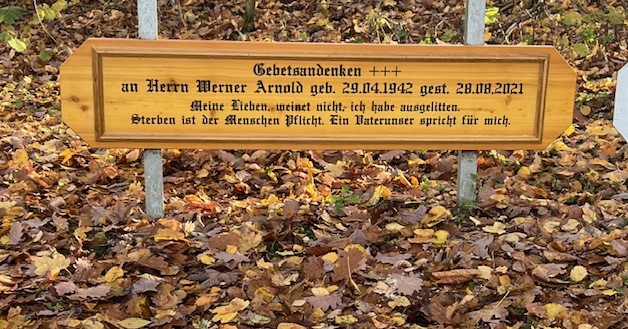 Gebetsandenken +++
an Herrn Werner Arnold geb. 29.04.1942 gest. 28.08.2021
Meine Lieben, weinet nicht, ich habe ausgelitten.
Sterben ist der Menschen Pflicht. Ein Vaterunser spricht für mich.